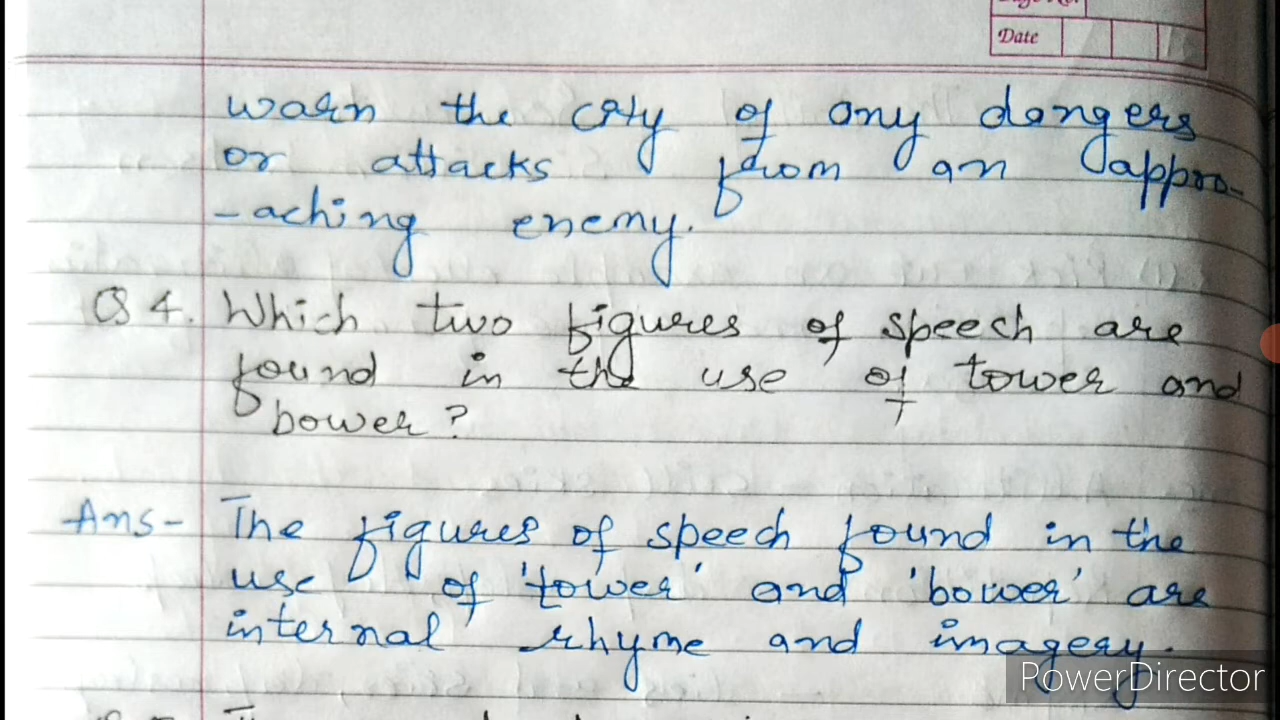 Date
warn the city of any dangers
or attacks from an appro-
-aching enemy.
Q 4. Which two figures of speech are
found in the use of tower and
bower?
Ans- The figures of speech found in the
use of 'tower' and 'bower' are
internal rhyme and imagery.
PowerDirector